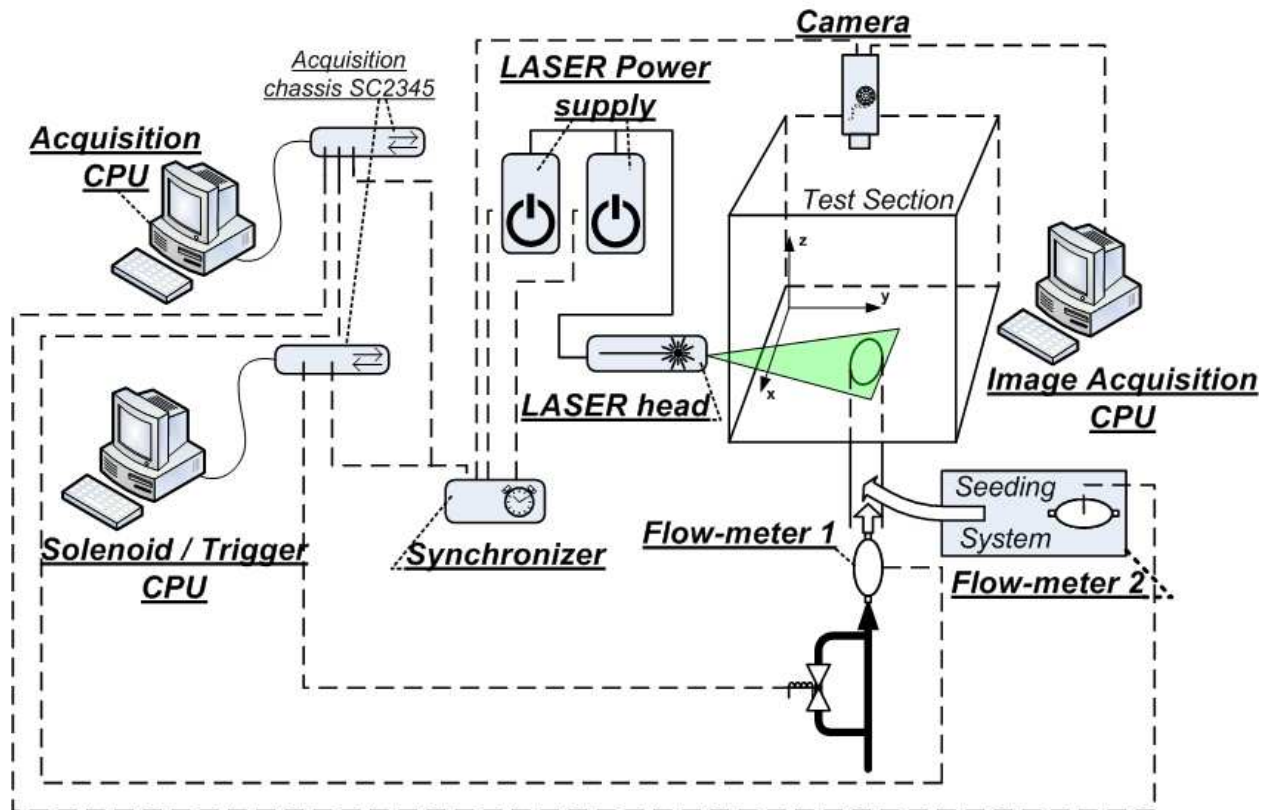 Camera
Acquisition
chassis SC2345
LASER Power
supply
Acquisition
CPU
Test Section
z
y
x
Image Acquisition
CPU
LASER head
Seeding
System
Flow-meter 1
Synchronizer
Solenoid / Trigger
CPU
Flow-meter 2